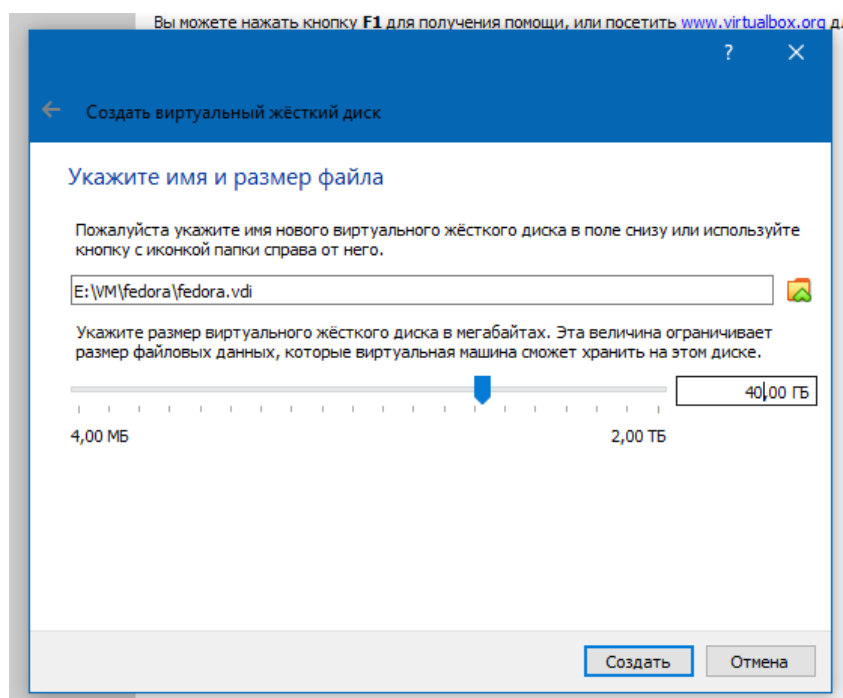 Вы можете нажать кнопку F1 для получения помощи, или посетить www.virtualbox.org
?
Создать виртуальный жёсткий диск
Укажите имя и размер файла
Пожалуйста укажите имя нового виртуального жёсткого диска в поле снизу или используйте
кнопку с иконкой папки справа от него.
E:\VM\fedora\fedora.vdi
Укажите размер виртуального жёсткого диска в мегабайтах. Эта величина ограничивает
размер файловых данных, которые виртуальная машина сможет хранить на этом диске.
40,00 ГБ
4,00 МБ 2,00 ТБ
Создать Отмена